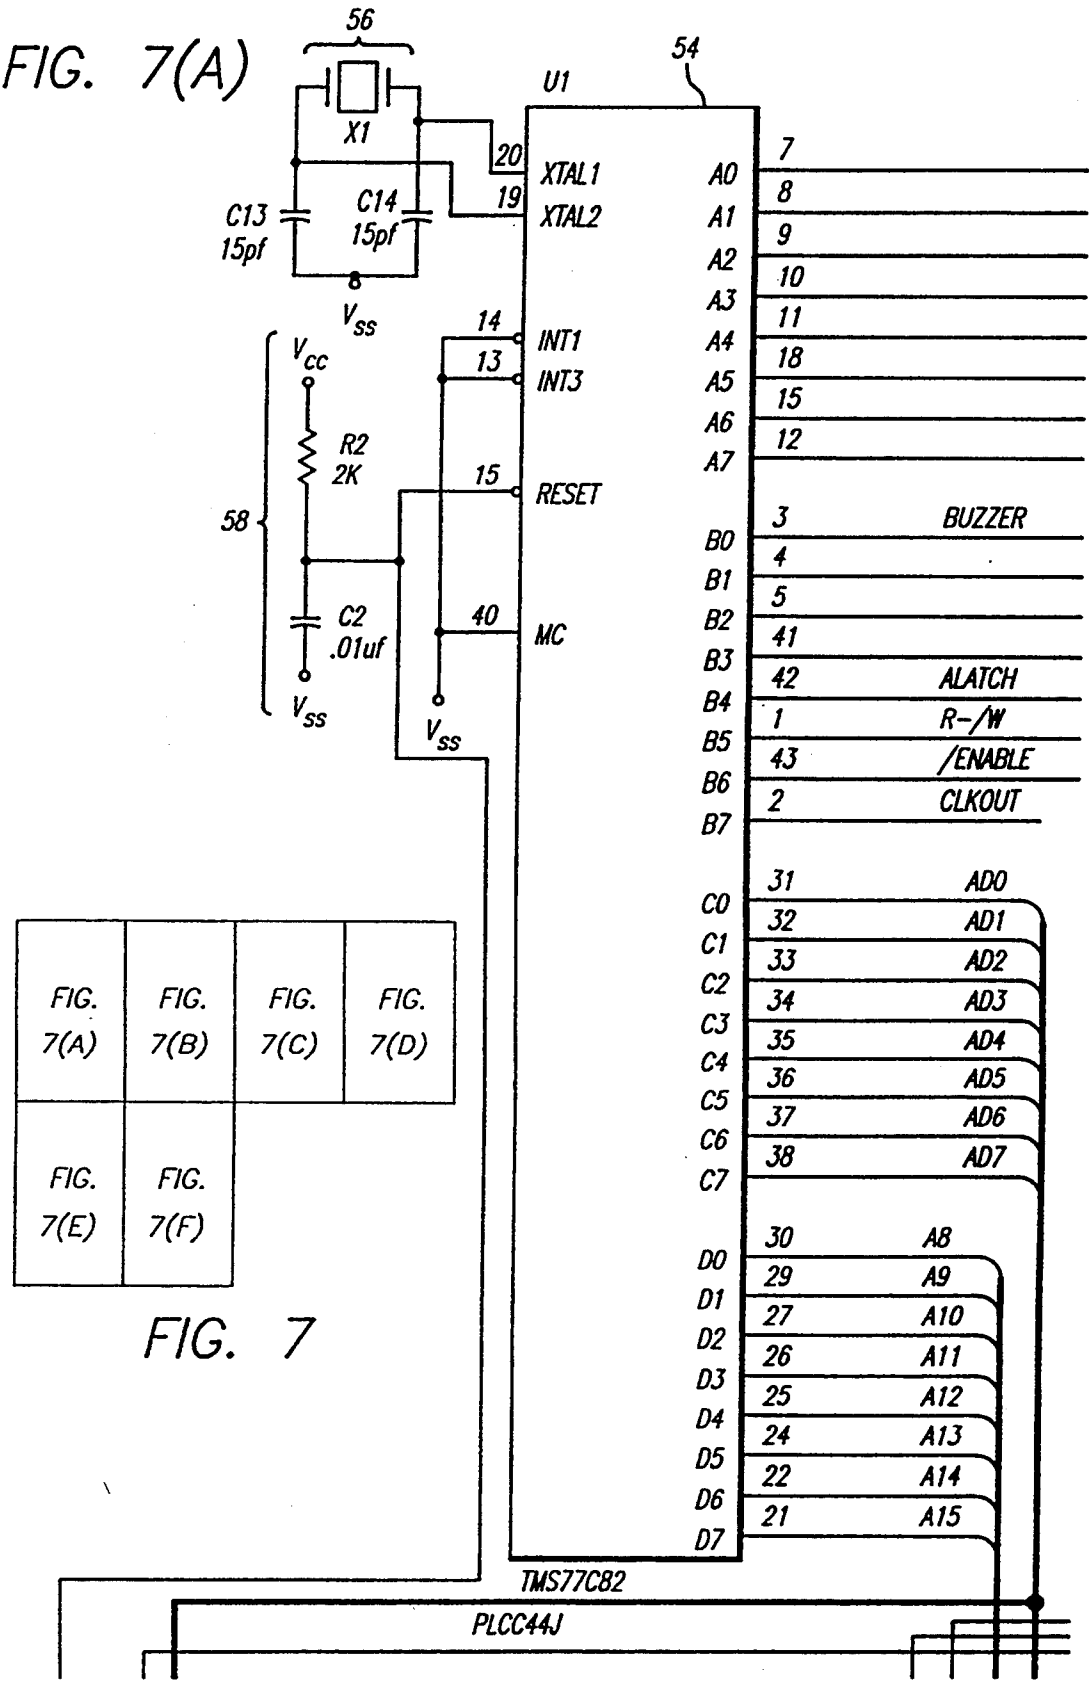 FIG. 7(A)
56
X1
C13
15pf
C14
15pf
VSS
58
VCC
R2
2K
C2
.01uf
VSS
VSS
U1
54
20 XTAL1
19 XTAL2
14 INT1
13 INT3
15 RESET
40 MC
A0 7
A1 8
A2 9
A3 10
A4 11
A5 18
A6 15
A7 12
B0 3 BUZZER
B1 4
B2 5
B3 41
B4 42 ALATCH
B5 1 R-/W
B6 43 /ENABLE
B7 2 CLKOUT
C0 31 AD0
C1 32 AD1
C2 33 AD2
C3 34 AD3
C4 35 AD4
C5 36 AD5
C6 37 AD6
C7 38 AD7
D0 30 A8
D1 29 A9
D2 27 A10
D3 26 A11
D4 25 A12
D5 24 A13
D6 22 A14
D7 21 A15
TMS77C82
PLCC44J
FIG. 7(A)
FIG. 7(B)
FIG. 7(C)
FIG. 7(D)
FIG. 7(E)
FIG. 7(F)
FIG. 7